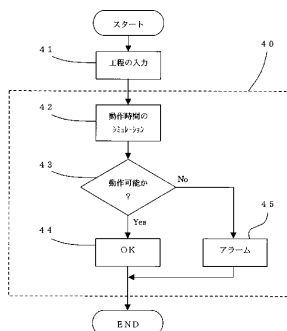 スタート
41
工程の入力
40
42
動作時間の
シミュレーション
43
動作可能か
?
No
Yes
44
OK
45
アラーム
END